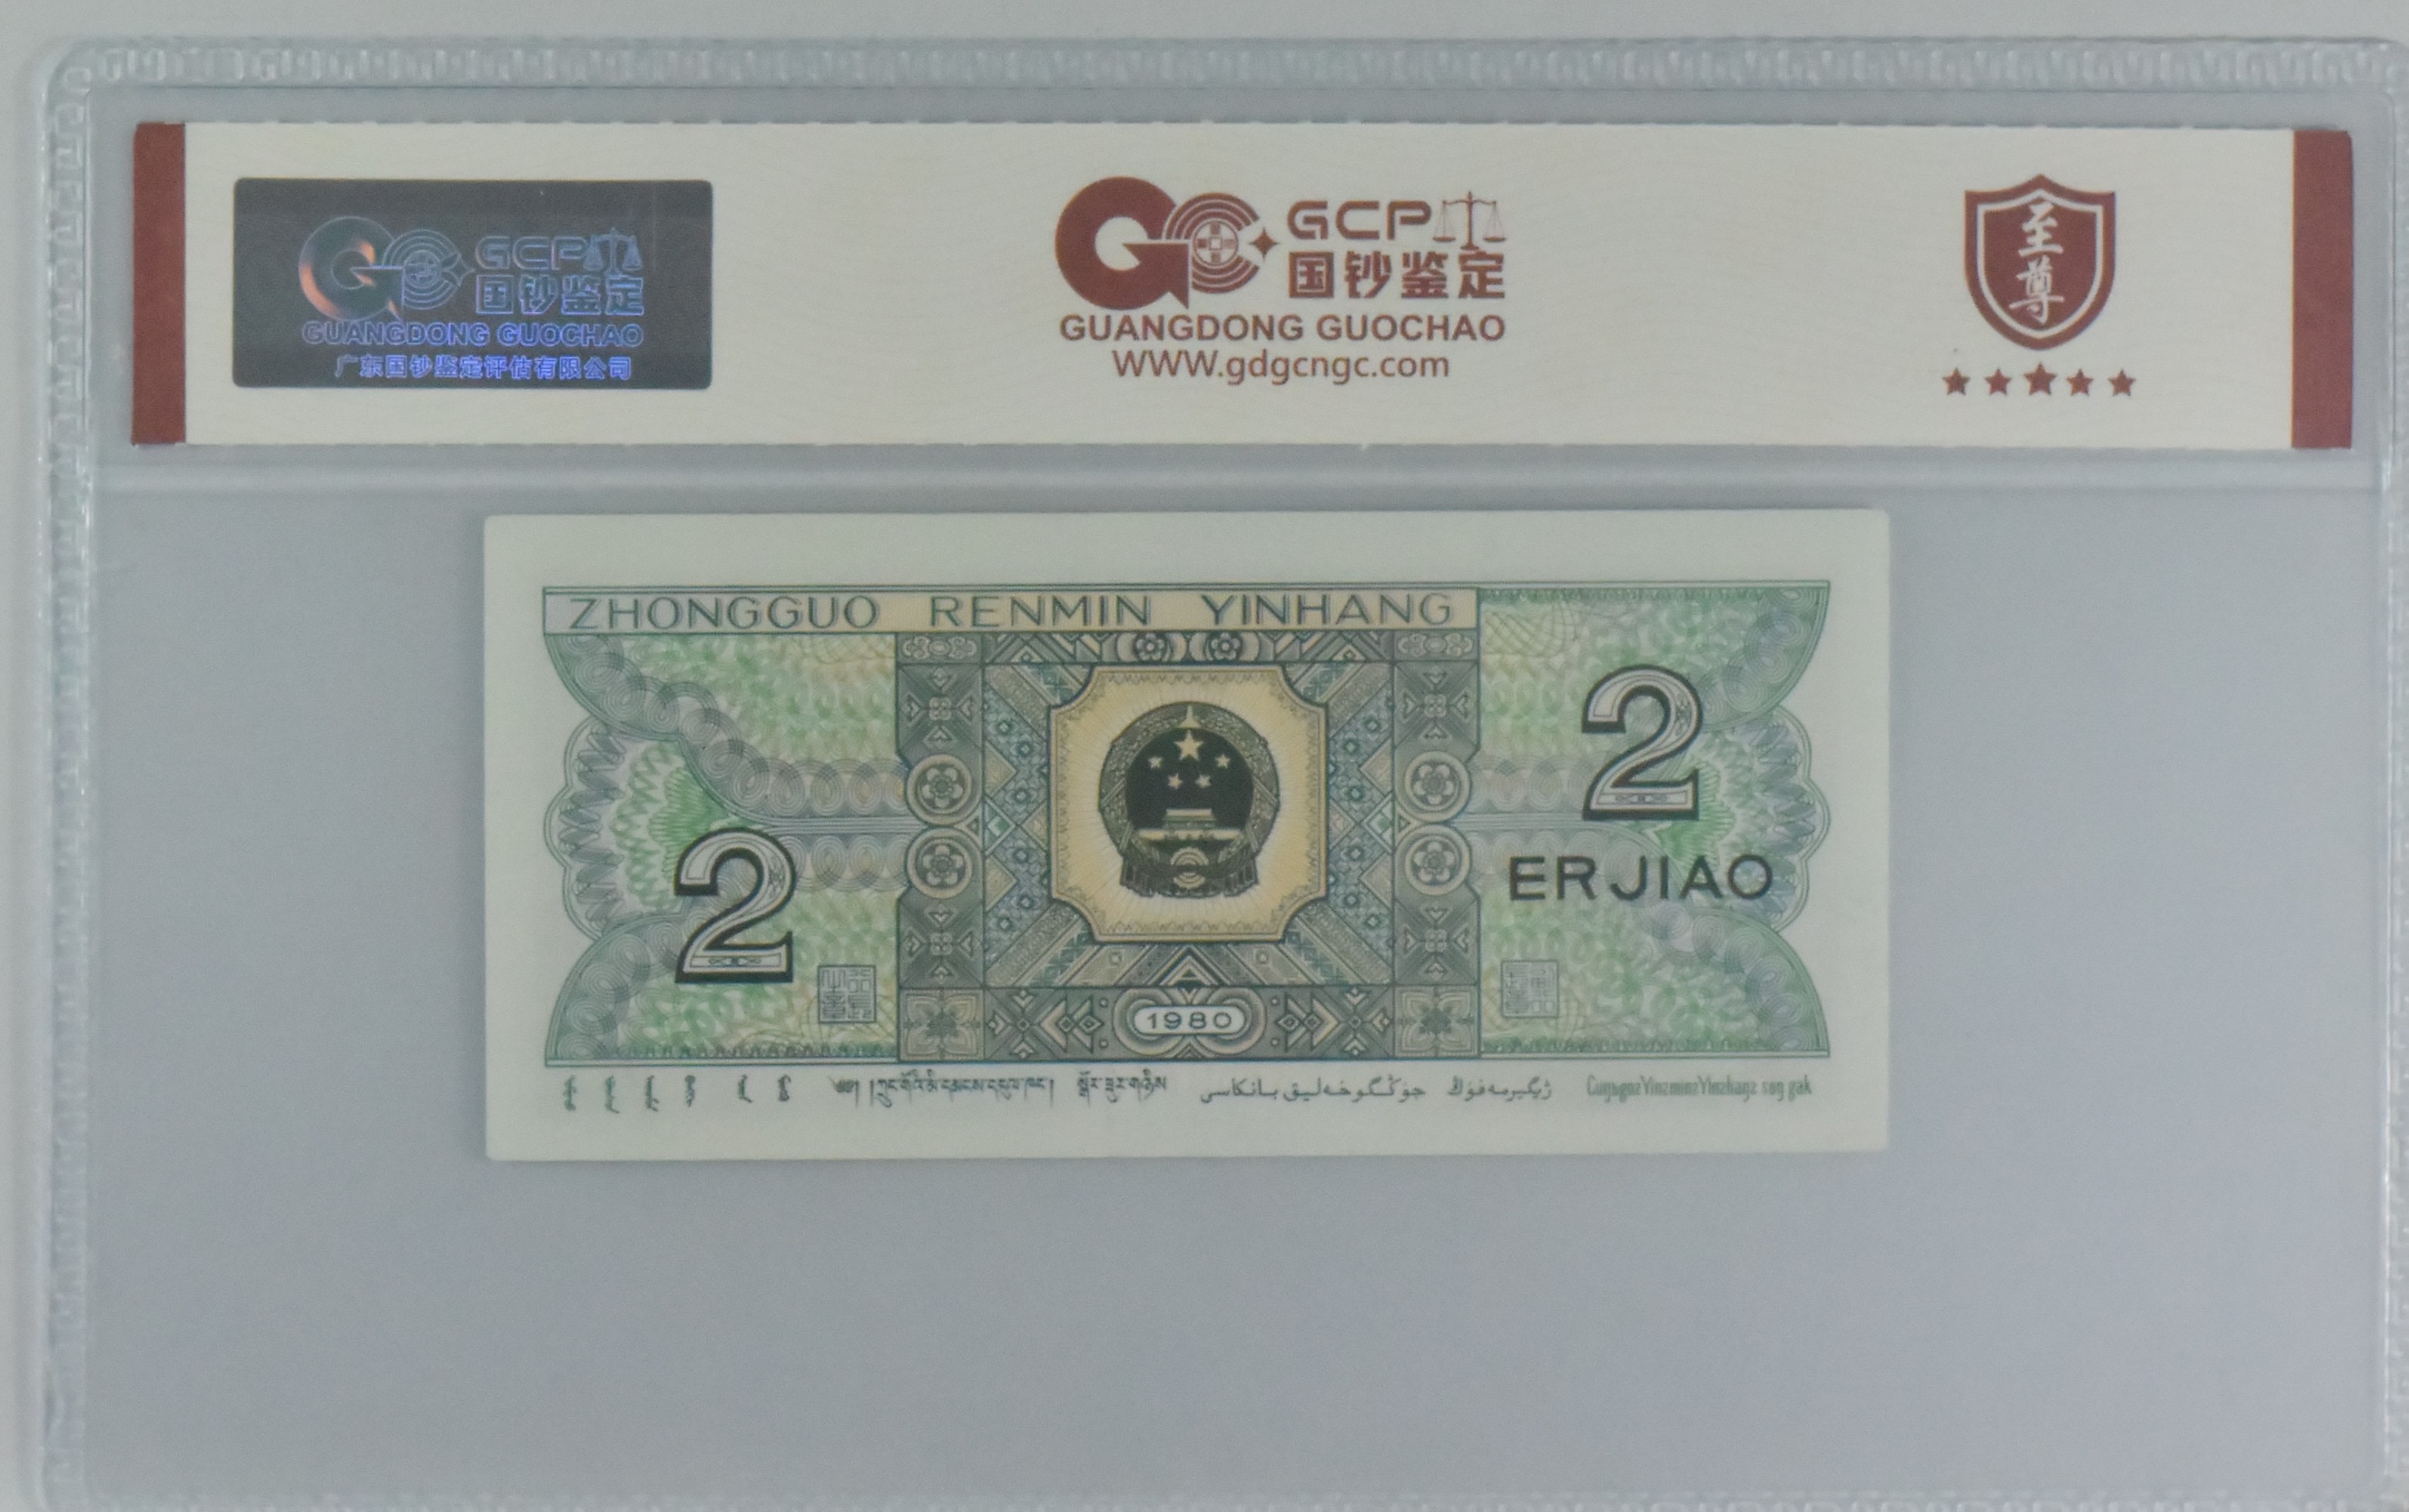 GCP
国钞鉴定
GUANGDONG GUOCHAO
广东国钞鉴定评估有限公司
GCP
国钞鉴定
GUANGDONG GUOCHAO
WWW.gdgcngc.com
至
尊
ZHONGGUO RENMIN YINHANG
2
2
ERJIAO
1980
جۇڭگوخەلىق بانكاسى